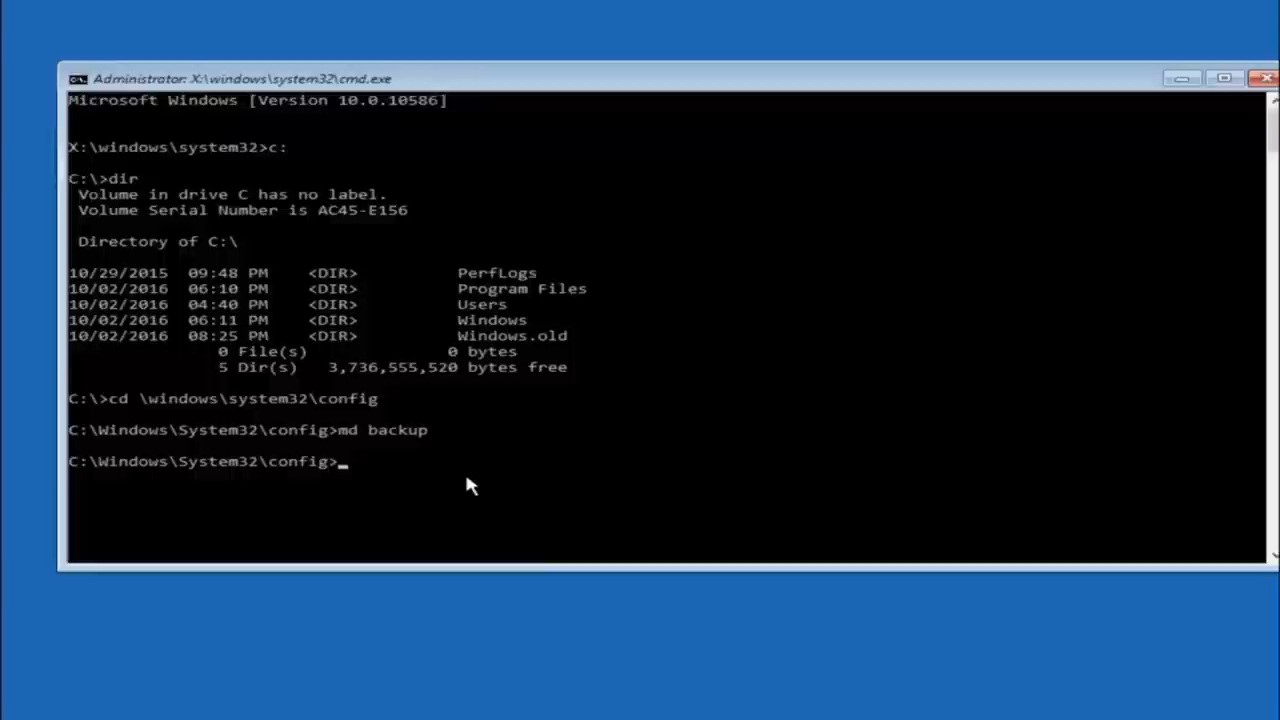 Administrator: X:\windows\system32\cmd.exe
Microsoft Windows [Version 10.0.10586]
X:\windows\system32>c:
C:\>dir
Volume in drive C has no label.
Volume Serial Number is AC45-E156
Directory of C:\
10/29/2015  09:48 PM    <DIR>          PerfLogs
10/02/2016  06:10 PM    <DIR>          Program Files
10/02/2016  04:40 PM    <DIR>          Users
10/02/2016  06:11 PM    <DIR>          Windows
10/02/2016  08:25 PM    <DIR>          Windows.old
0 File(s)              0 bytes
5 Dir(s)   3,736,555,520 bytes free
C:\>cd \windows\system32\config
C:\Windows\System32\config>md backup
C:\Windows\System32\config>_